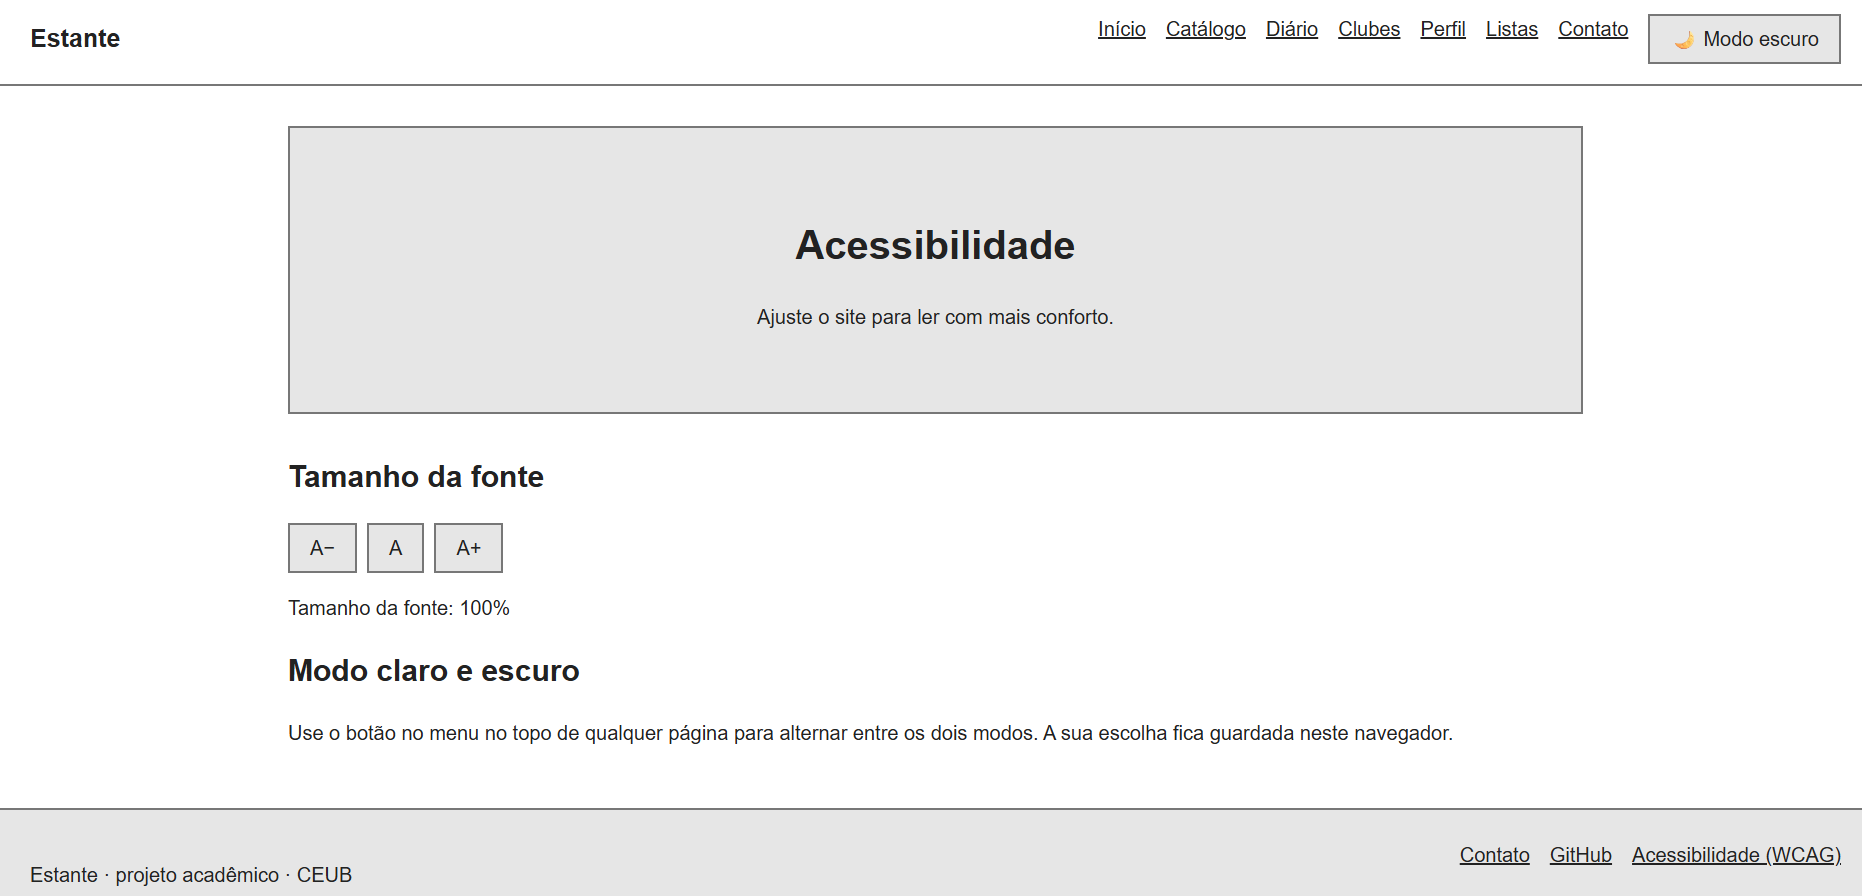 Estante
Início Catálogo Diário Clubes Perfil Listas Contato 🌙 Modo escuro
Acessibilidade
Ajuste o site para ler com mais conforto.
Tamanho da fonte
A− A A+
Tamanho da fonte: 100%
Modo claro e escuro
Use o botão no menu no topo de qualquer página para alternar entre os dois modos. A sua escolha fica guardada neste navegador.
Estante · projeto acadêmico · CEUB
Contato GitHub Acessibilidade (WCAG)